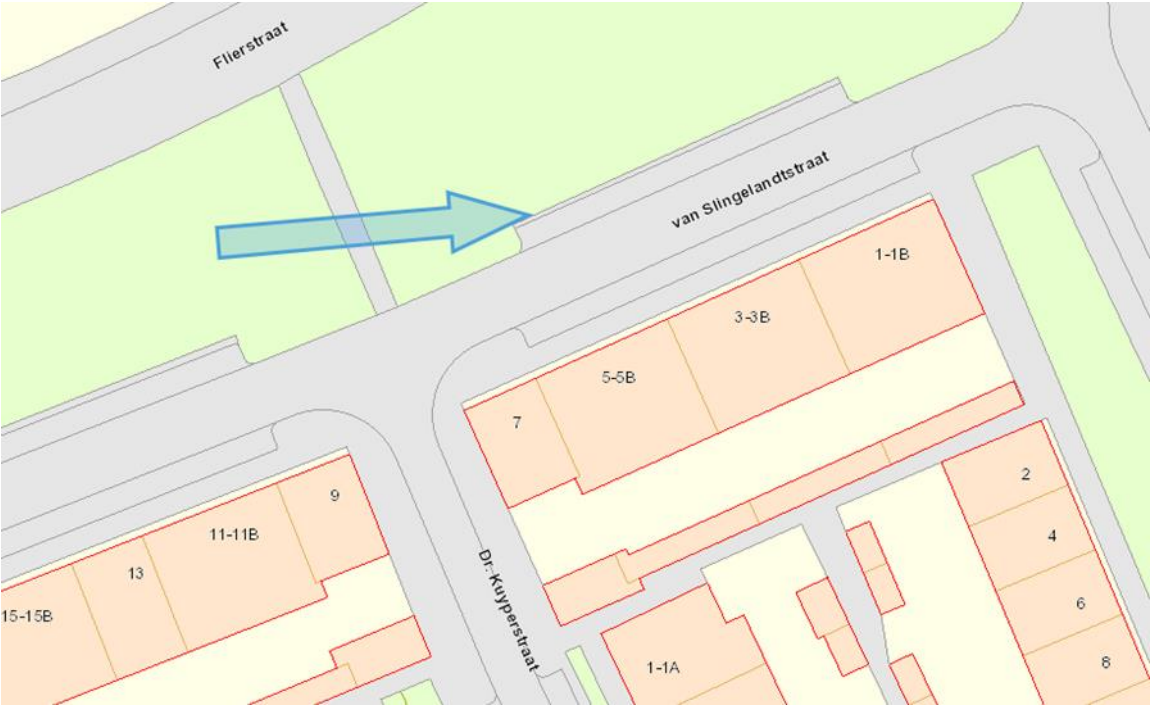 Flierstraat
van Slingelandtstraat
1-1B
3-3B
5-5B
7
9
11-11B
13
15-15B
Dr. Kuyperstraat
1-1A
2
4
6
8